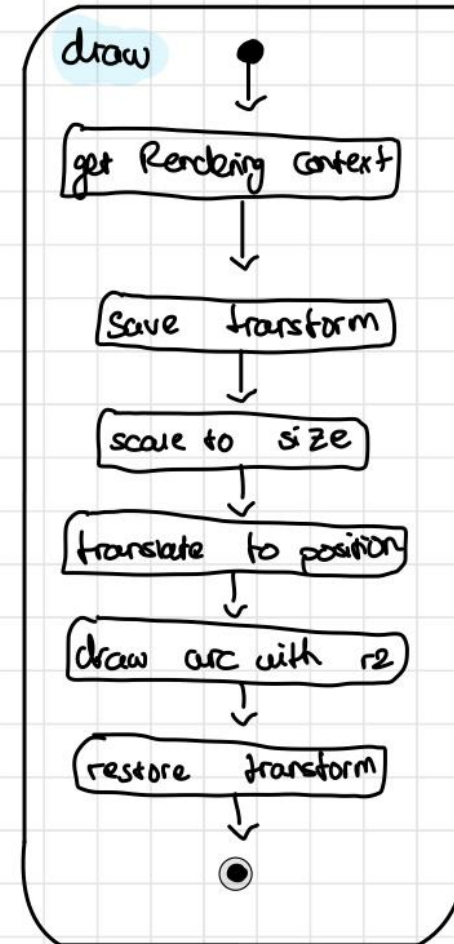 draw
get Rendering context
save transform
scale to size
translate to position
draw arc with r2
restore transform